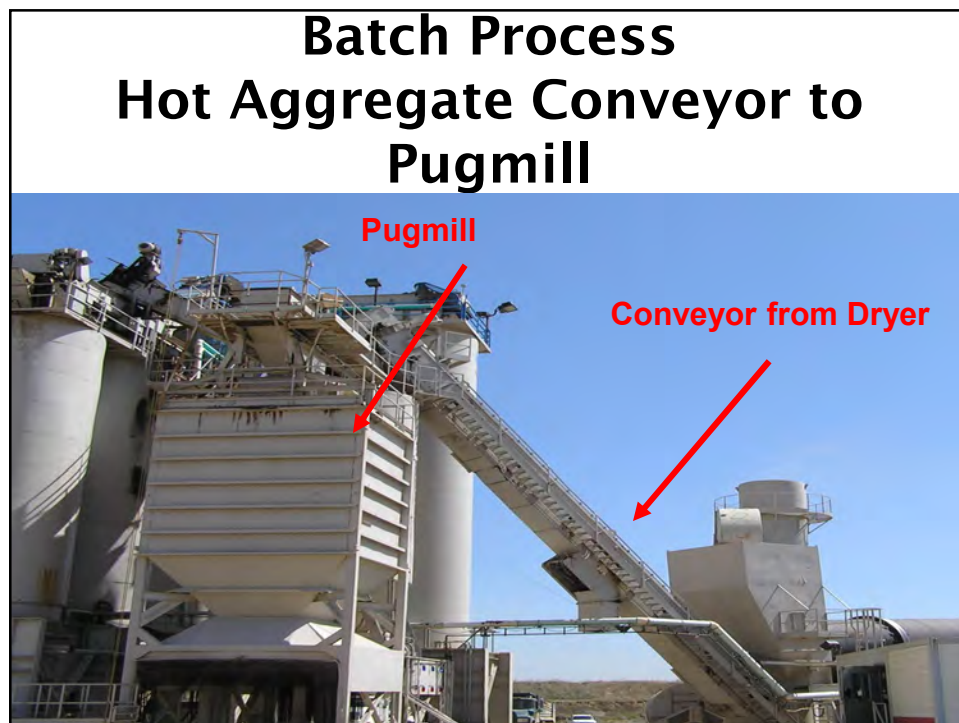 Batch Process
Hot Aggregate Conveyor to
Pugmill
Pugmill
Conveyor from Dryer